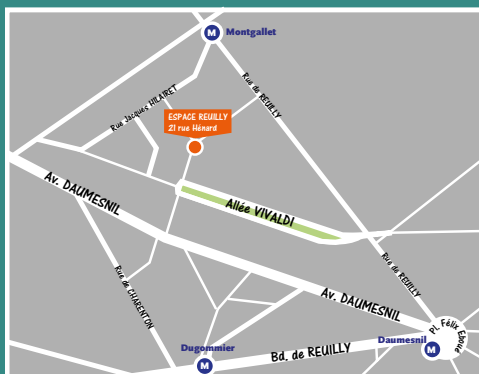 M Montgallet
Rue de REUILLY
Rue Jacques HILAIRET
ESPACE REUILLY
21 rue Hénard
Av. DAUMESNIL
Allée VIVALDI
Rue de REUILLY
Rue de CHARENTON
Av. DAUMESNIL
Pl. Félix Eboué
Daumesnil M
Dugommier
M
Bd. de REUILLY